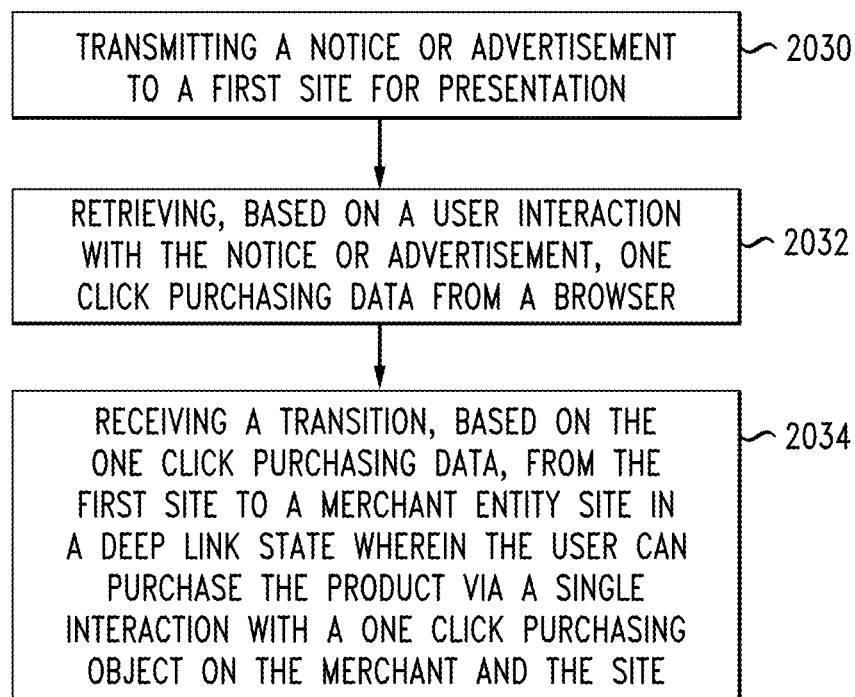 TRANSMITTING A NOTICE OR ADVERTISEMENT
TO A FIRST SITE FOR PRESENTATION
2030
RETRIEVING, BASED ON A USER INTERACTION
WITH THE NOTICE OR ADVERTISEMENT, ONE
CLICK PURCHASING DATA FROM A BROWSER
2032
RECEIVING A TRANSITION, BASED ON THE
ONE CLICK PURCHASING DATA, FROM THE
FIRST SITE TO A MERCHANT ENTITY SITE IN
A DEEP LINK STATE WHEREIN THE USER CAN
PURCHASE THE PRODUCT VIA A SINGLE
INTERACTION WITH A ONE CLICK PURCHASING
OBJECT ON THE MERCHANT AND THE SITE
2034